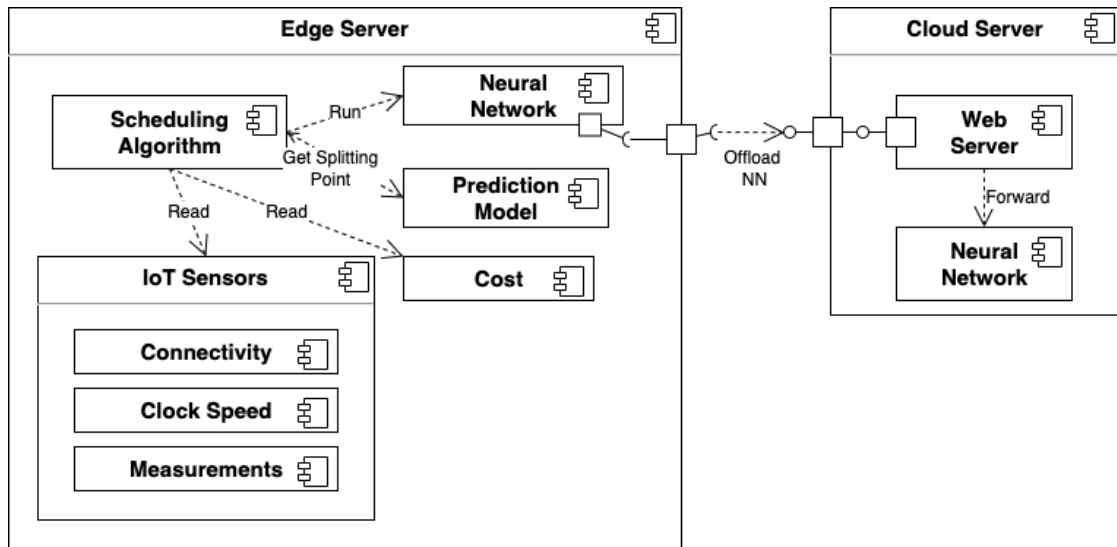 Edge Server
Cloud Server
Neural
Network
Scheduling
Algorithm
Run
Get Splitting
Point
Prediction
Model
Offload
NN
Web
Server
Read
Read
Forward
IoT Sensors
Cost
Neural
Network
Connectivity
Clock Speed
Measurements